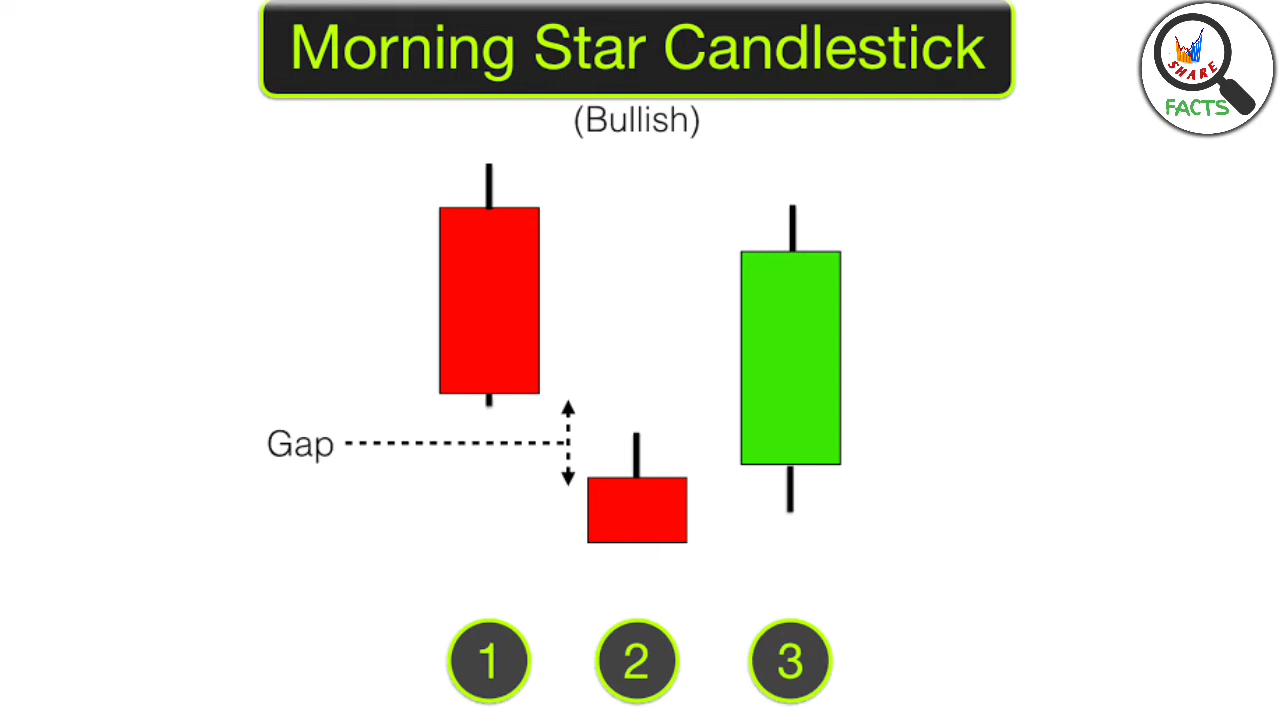 Morning Star Candlestick
(Bullish)
SHARE
FACTS
Gap
1
2
3